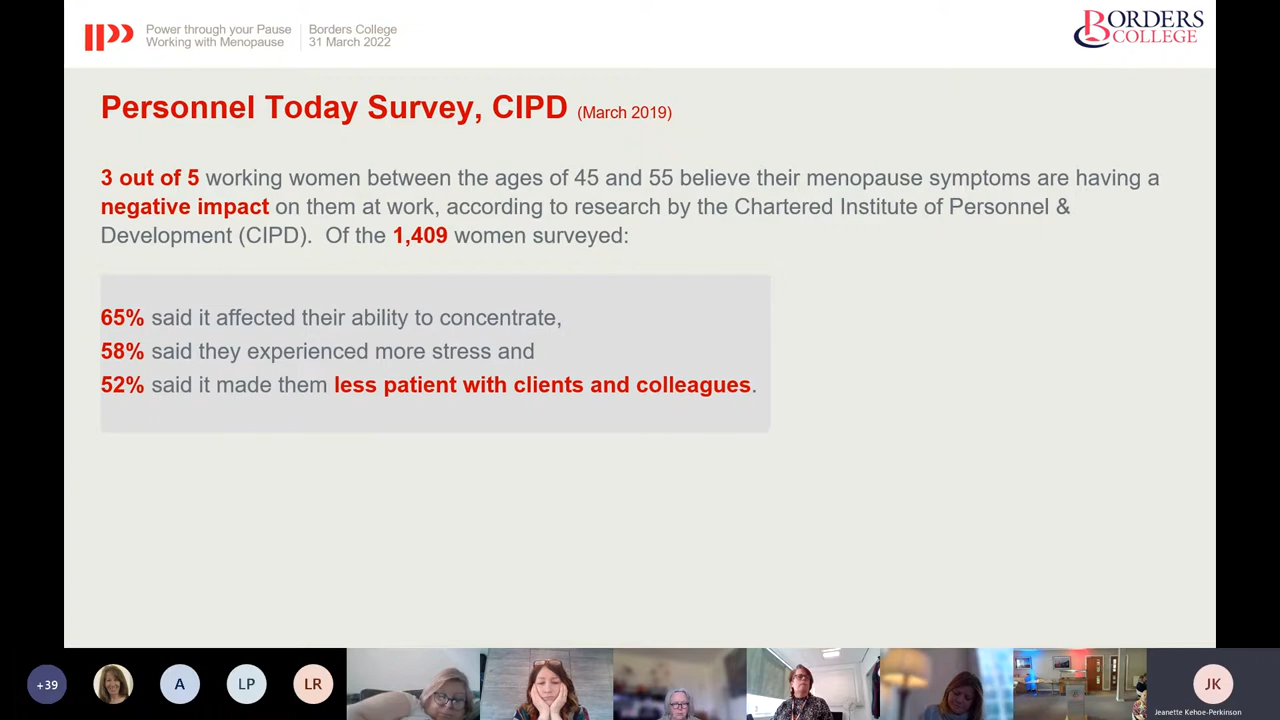 Power through your Pause
Working with Menopause
Borders College
31 March 2022
BORDERS
COLLEGE
Personnel Today Survey, CIPD (March 2019)
3 out of 5 working women between the ages of 45 and 55 believe their menopause symptoms are having a
negative impact on them at work, according to research by the Chartered Institute of Personnel &
Development (CIPD).  Of the 1,409 women surveyed:
65% said it affected their ability to concentrate,
58% said they experienced more stress and
52% said it made them less patient with clients and colleagues.
+39
A
LP
LR
JK
Jeanette Kehoe-Perkinson